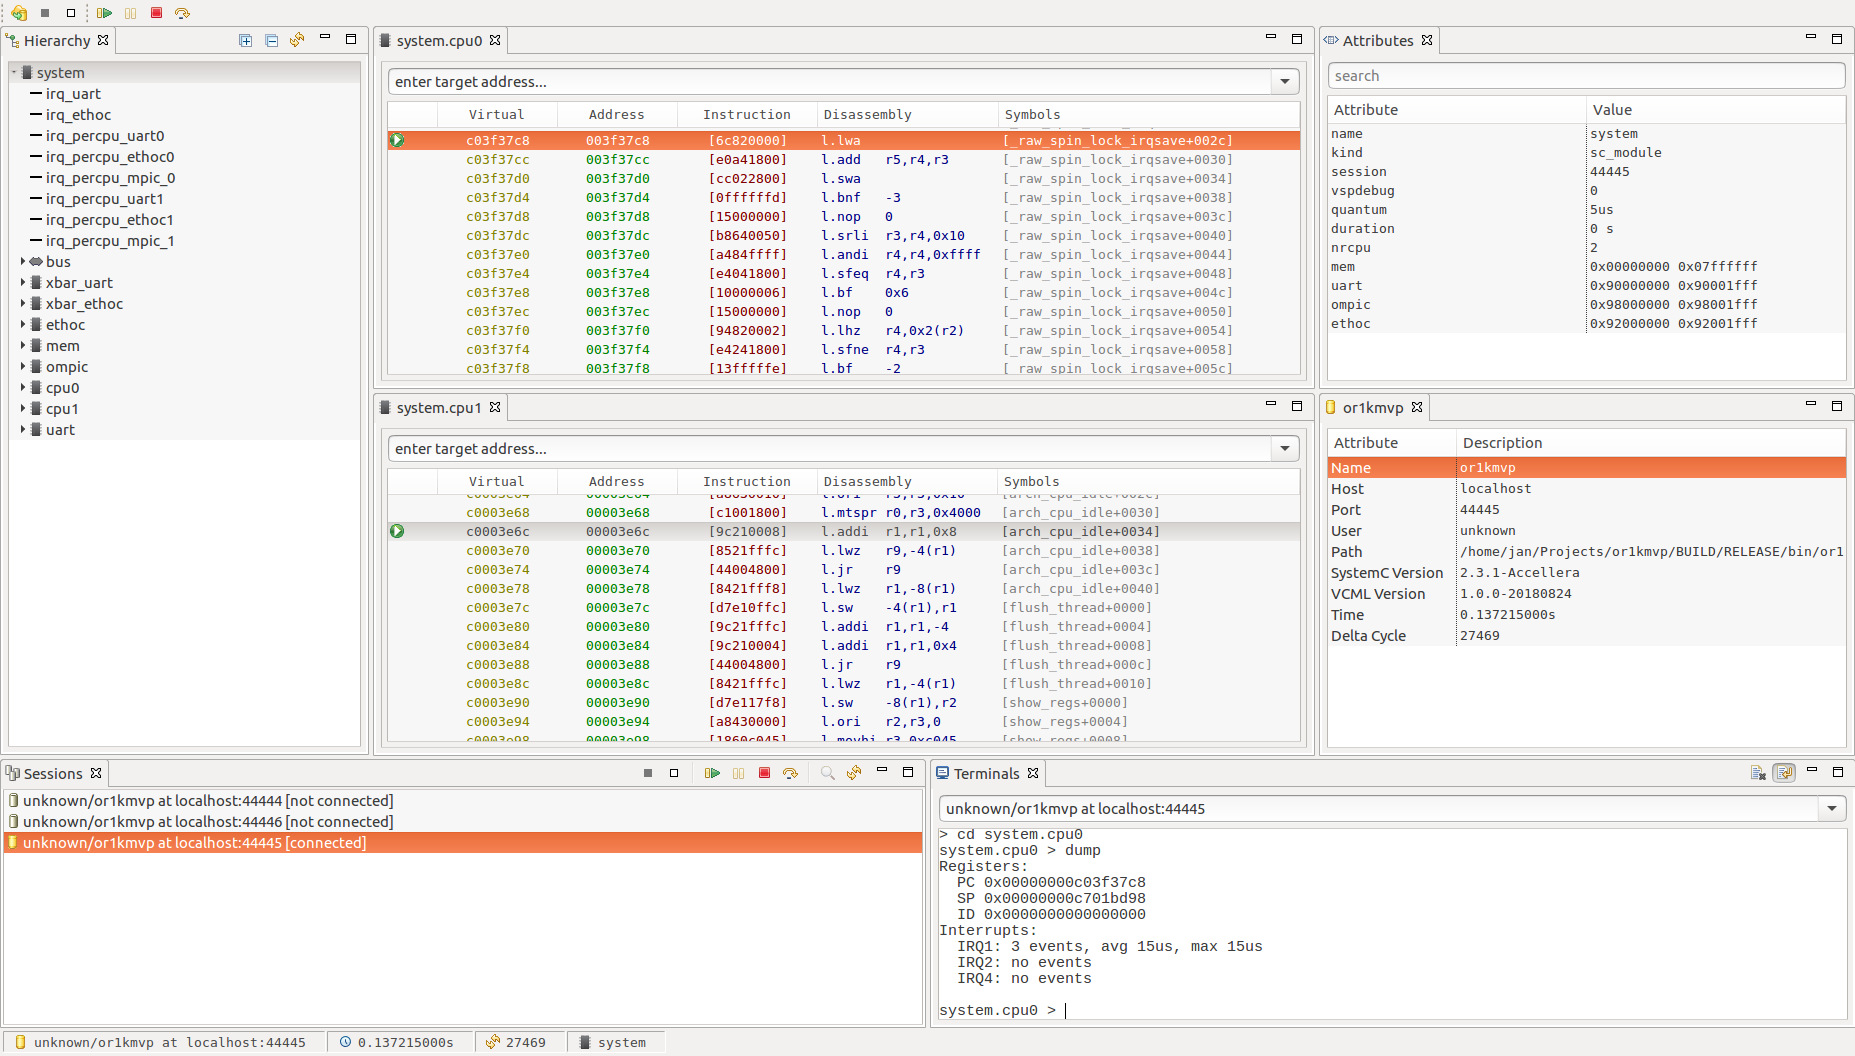 Hierarchy
system
irq_uart
irq_ethoc
irq_percpu_uart0
irq_percpu_ethoc0
irq_percpu_mpic_0
irq_percpu_uart1
irq_percpu_ethoc1
irq_percpu_mpic_1
bus
xbar_uart
xbar_ethoc
ethoc
mem
ompic
cpu0
cpu1
uart
system.cpu0
enter target address...
Virtual Address Instruction Disassembly Symbols
c03f37c8 003f37c8 [6c820000] l.lwa [_raw_spin_lock_irqsave+002c]
c03f37cc 003f37cc [e0a41800] l.add r5,r4,r3 [_raw_spin_lock_irqsave+0030]
c03f37d0 003f37d0 [cc022800] l.swa [_raw_spin_lock_irqsave+0034]
c03f37d4 003f37d4 [0ffffffd] l.bnf -3 [_raw_spin_lock_irqsave+0038]
c03f37d8 003f37d8 [15000000] l.nop 0 [_raw_spin_lock_irqsave+003c]
c03f37dc 003f37dc [b8640050] l.srli r3,r4,0x10 [_raw_spin_lock_irqsave+0040]
c03f37e0 003f37e0 [a484ffff] l.andi r4,r4,0xffff [_raw_spin_lock_irqsave+0044]
c03f37e4 003f37e4 [e4041800] l.sfeq r4,r3 [_raw_spin_lock_irqsave+0048]
c03f37e8 003f37e8 [10000006] l.bf 0x6 [_raw_spin_lock_irqsave+004c]
c03f37ec 003f37ec [15000000] l.nop 0 [_raw_spin_lock_irqsave+0050]
c03f37f0 003f37f0 [94820002] l.lhz r4,0x2(r2) [_raw_spin_lock_irqsave+0054]
c03f37f4 003f37f4 [e4241800] l.sfne r4,r3 [_raw_spin_lock_irqsave+0058]
c03f37f8 003f37f8 [13fffffe] l.bf -2 [_raw_spin_lock_irqsave+005c]
system.cpu1
enter target address...
Virtual Address Instruction Disassembly Symbols
c0003e68 00003e68 [c1001800] l.mtspr r0,r3,0x4000 [arch_cpu_idle+0030]
c0003e6c 00003e6c [9c210008] l.addi r1,r1,0x8 [arch_cpu_idle+0034]
c0003e70 00003e70 [8521fffc] l.lwz r9,-4(r1) [arch_cpu_idle+0038]
c0003e74 00003e74 [44004800] l.jr r9 [arch_cpu_idle+003c]
c0003e78 00003e78 [8421fff8] l.lwz r1,-8(r1) [arch_cpu_idle+0040]
c0003e7c 00003e7c [d7e10ffc] l.sw -4(r1),r1 [flush_thread+0000]
c0003e80 00003e80 [9c21fffc] l.addi r1,r1,-4 [flush_thread+0004]
c0003e84 00003e84 [9c210004] l.addi r1,r1,0x4 [flush_thread+0008]
c0003e88 00003e88 [44004800] l.jr r9 [flush_thread+000c]
c0003e8c 00003e8c [8421fffc] l.lwz r1,-4(r1) [flush_thread+0010]
c0003e90 00003e90 [d7e117f8] l.sw -8(r1),r2 [show_regs+0000]
c0003e94 00003e94 [a8430000] l.ori r2,r3,0 [show_regs+0004]
c0003e98 00003e98 [1860c045] l.movhi r3,0xc045 [show_regs+0008]
Attributes
search
Attribute Value
name system
kind sc_module
session 44445
vspdebug 0
quantum 5us
duration 0 s
nrcpu 2
mem 0x00000000 0x07ffffff
uart 0x90000000 0x90001fff
ompic 0x98000000 0x98001fff
ethoc 0x92000000 0x92001fff
or1kmvp
Attribute Description
Name or1kmvp
Host localhost
Port 44445
User unknown
Path /home/jan/Projects/or1kmvp/BUILD/RELEASE/bin/or1
SystemC Version 2.3.1-Accellera
VCML Version 1.0.0-20180824
Time 0.137215000s
Delta Cycle 27469
Sessions
unknown/or1kmvp at localhost:44444 [not connected]
unknown/or1kmvp at localhost:44446 [not connected]
unknown/or1kmvp at localhost:44445 [connected]
Terminals
unknown/or1kmvp at localhost:44445
> cd system.cpu0
system.cpu0 > dump
Registers:
PC 0x00000000c03f37c8
SP 0x00000000c701bd98
ID 0x0000000000000000
Interrupts:
IRQ1: 3 events, avg 15us, max 15us
IRQ2: no events
IRQ4: no events
system.cpu0 >
unknown/or1kmvp at localhost:44445 0.137215000s 27469 system